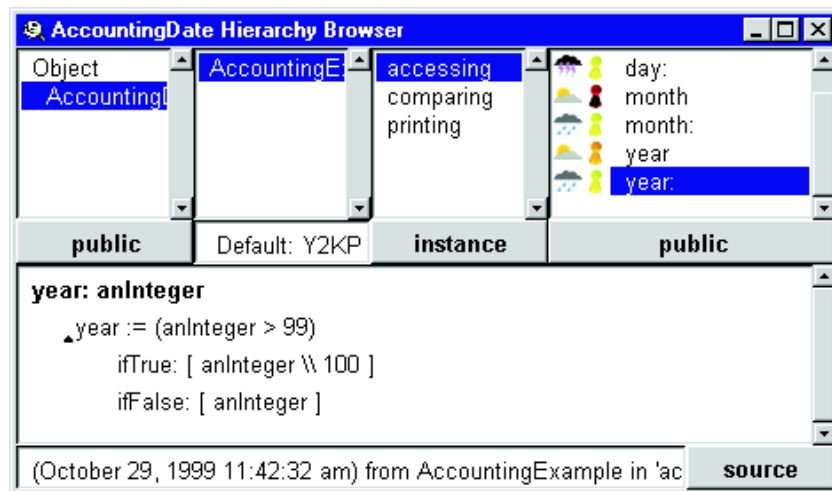 AccountingDate Hierarchy Browser
Object
AccountingD
AccountingEx
accessing
comparing
printing
day:
month
month:
year
year:
public
Default: Y2KP
instance
public
year: anInteger
year := (anInteger > 99)
ifTrue: [ anInteger \\ 100 ]
ifFalse: [ anInteger ]
(October 29, 1999 11:42:32 am) from AccountingExample in 'ac
source